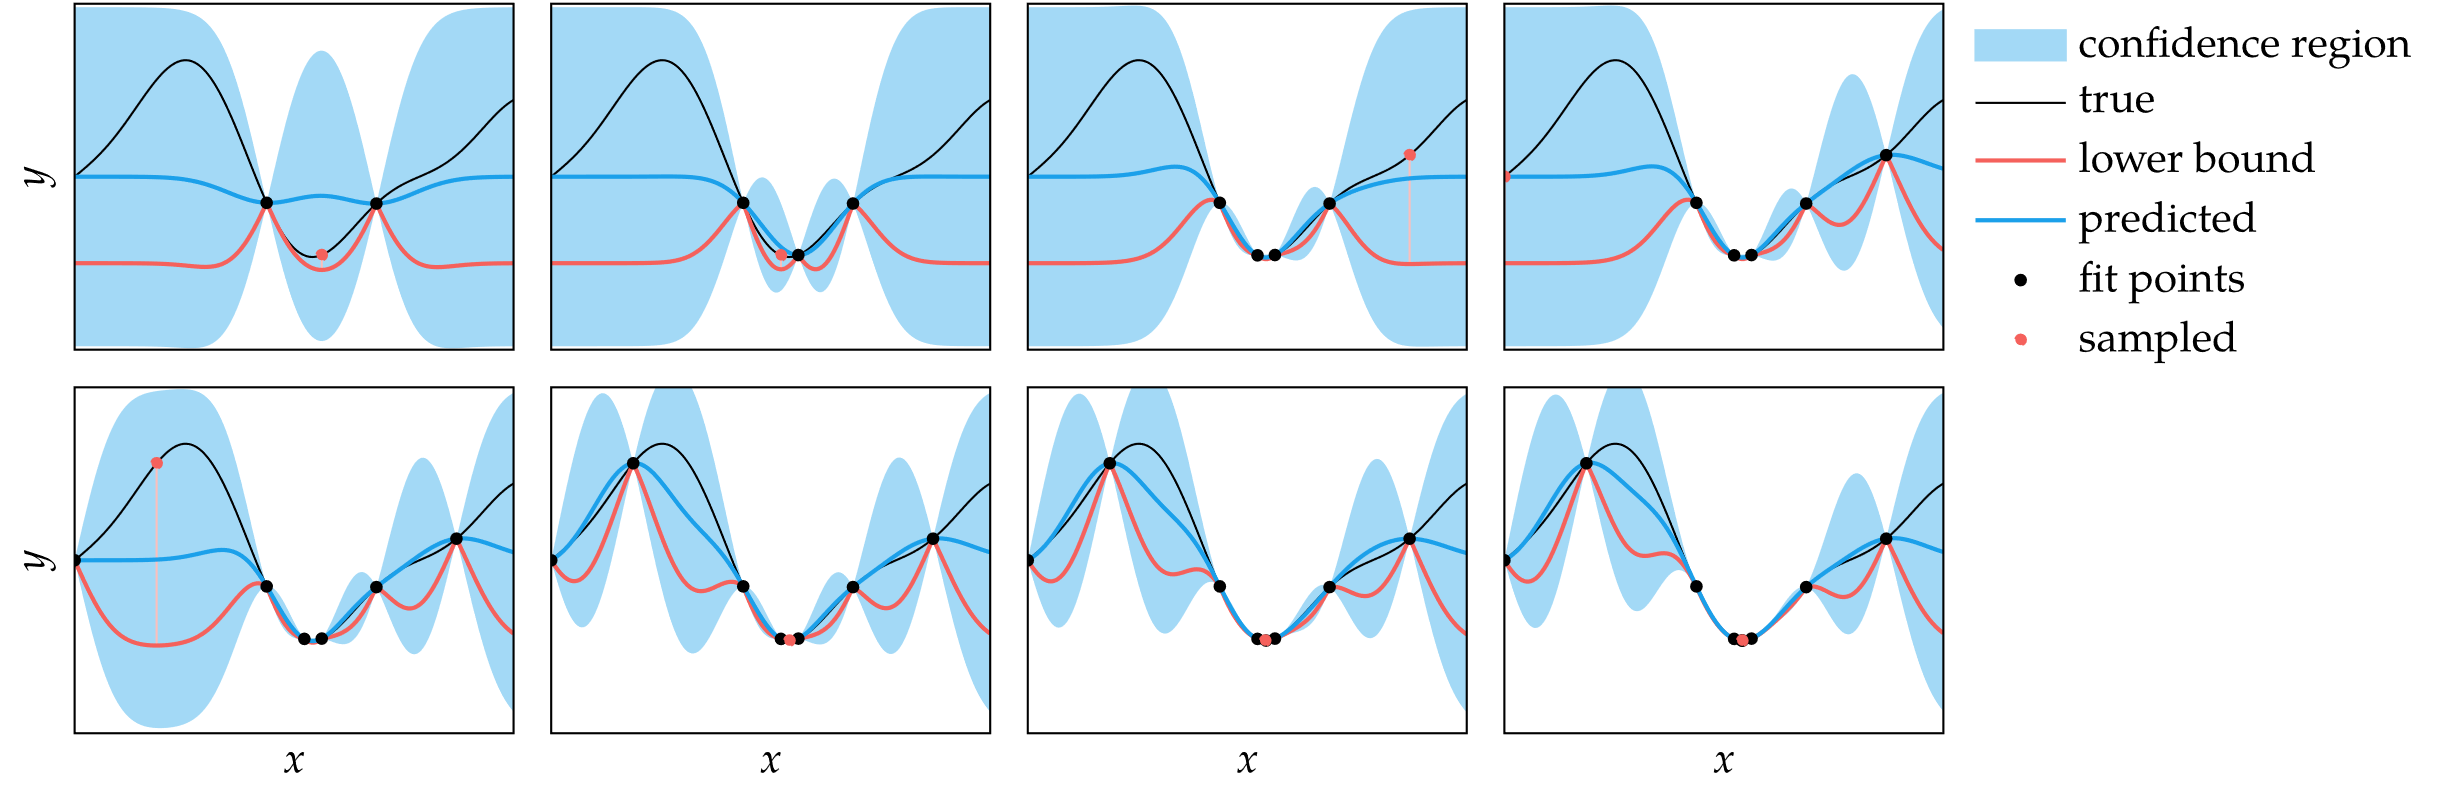 y
confidence region
true
lower bound
predicted
fit points
sampled
y
x
x
x
x